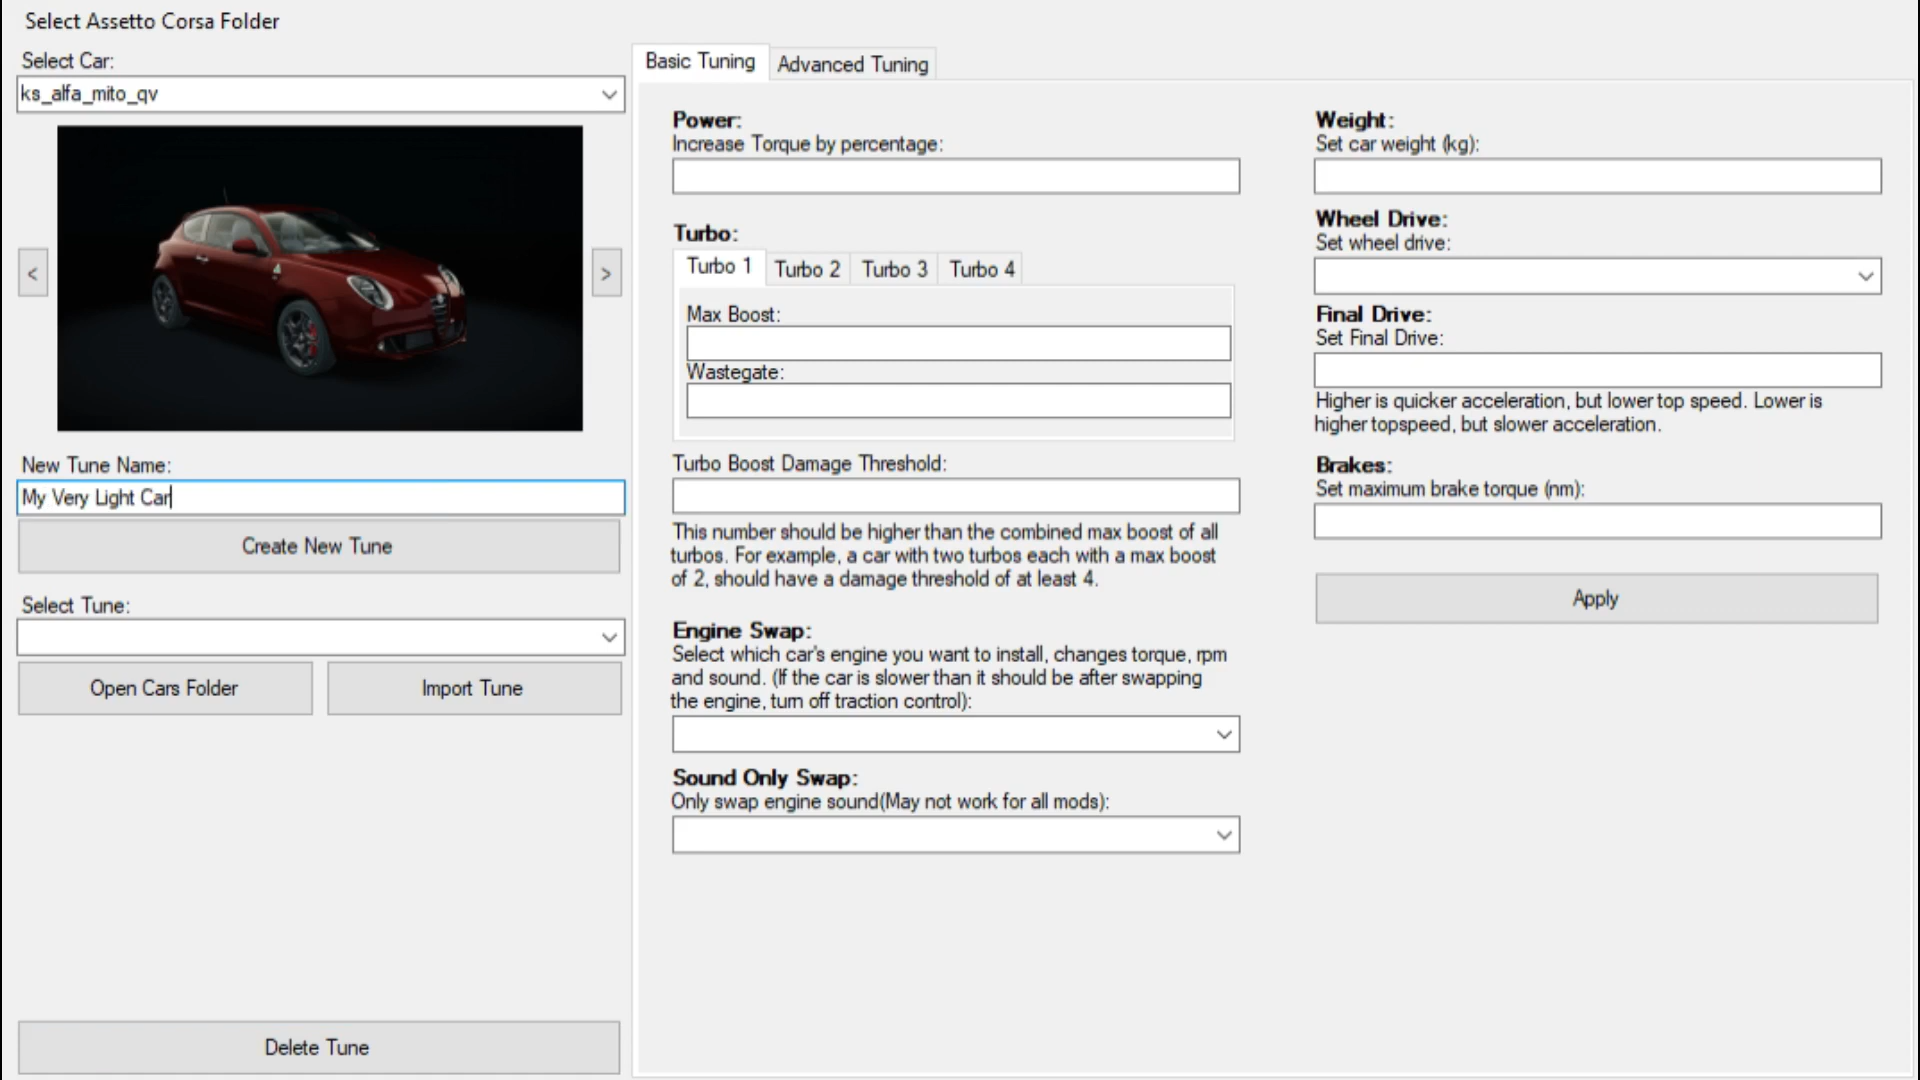 Select Assetto Corsa Folder
Select Car:
ks_alfa_mito_qv
<
>
New Tune Name:
My Very Light Car
Create New Tune
Select Tune:
Open Cars Folder
Import Tune
Delete Tune
Basic Tuning
Advanced Tuning
Power:
Increase Torque by percentage:
Turbo:
Turbo 1
Turbo 2
Turbo 3
Turbo 4
Max Boost:
Wastegate:
Turbo Boost Damage Threshold:
This number should be higher than the combined max boost of all
turbos. For example, a car with two turbos each with a max boost
of 2, should have a damage threshold of at least 4.
Engine Swap:
Select which car's engine you want to install, changes torque, rpm
and sound. (If the car is slower than it should be after swapping
the engine, turn off traction control):
Sound Only Swap:
Only swap engine sound(May not work for all mods):
Weight:
Set car weight (kg):
Wheel Drive:
Set wheel drive:
Final Drive:
Set Final Drive:
Higher is quicker acceleration, but lower top speed. Lower is
higher topspeed, but slower acceleration.
Brakes:
Set maximum brake torque (nm):
Apply